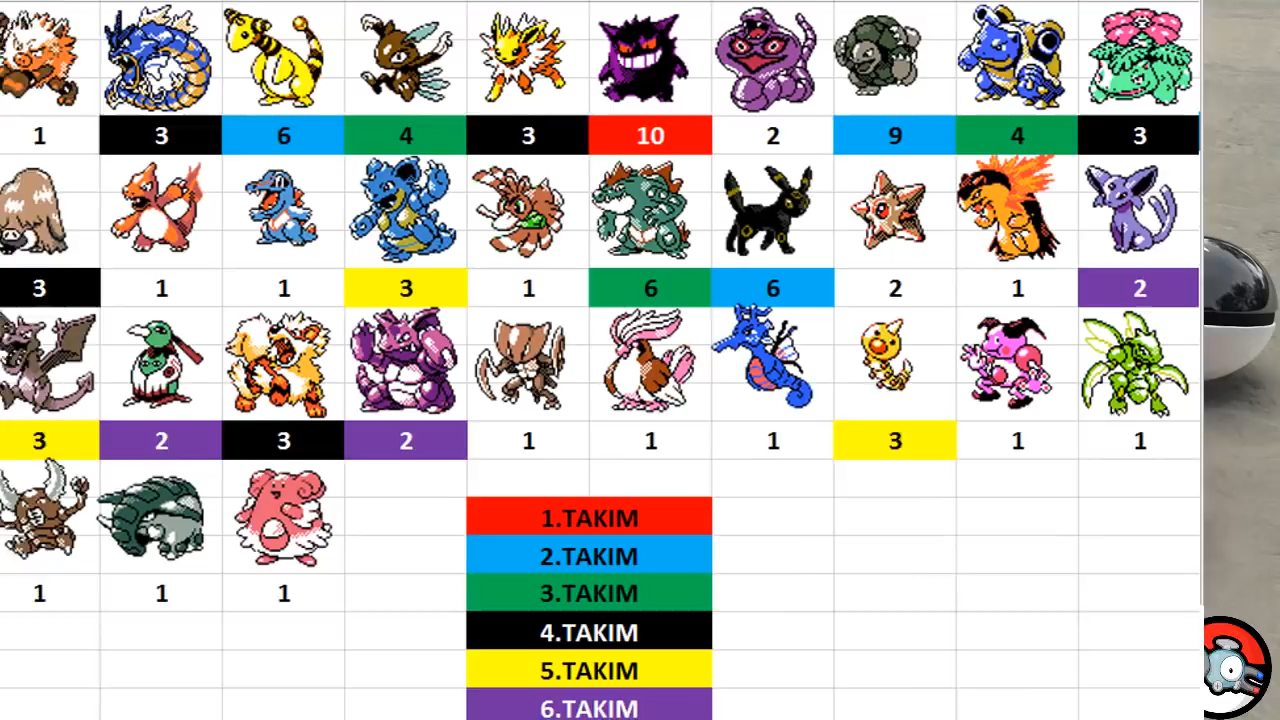 1 3 6 4 3 10 2 9 4 3
3 1 1 3 1 6 6 2 1 2
3 2 3 2 1 1 1 3 1 1
1 1 1
1.TAKIM
2.TAKIM
3.TAKIM
4.TAKIM
5.TAKIM
6.TAKIM